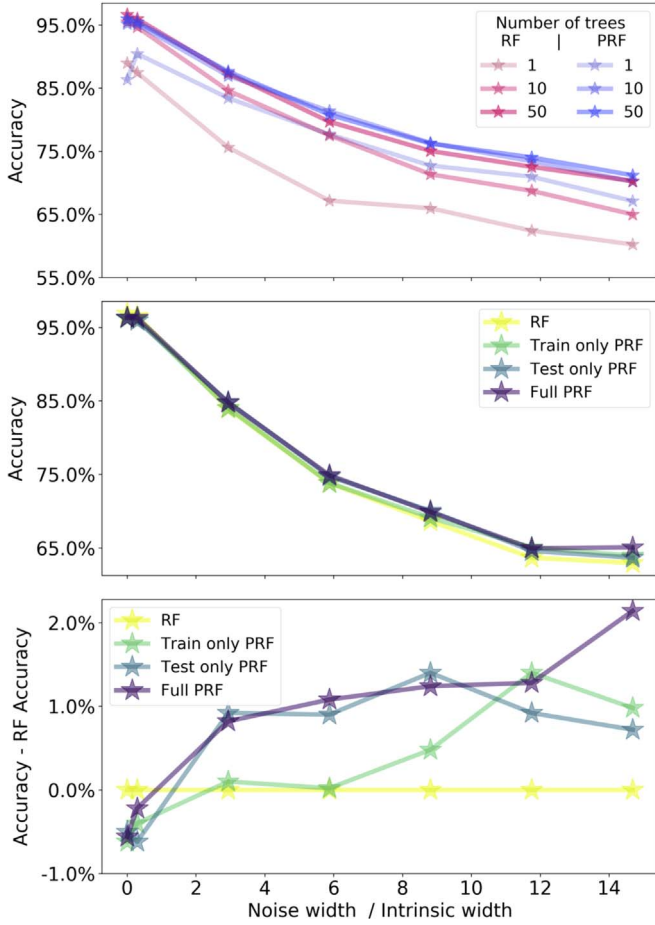 95.0%
85.0%
75.0%
65.0%
55.0%
Accuracy
Number of trees
RF | PRF
1 1
10 10
50 50
95.0%
85.0%
75.0%
65.0%
Accuracy
RF
Train only PRF
Test only PRF
Full PRF
2.0%
1.0%
0.0%
-1.0%
Accuracy - RF Accuracy
RF
Train only PRF
Test only PRF
Full PRF
0 2 4 6 8 10 12 14
Noise width / Intrinsic width